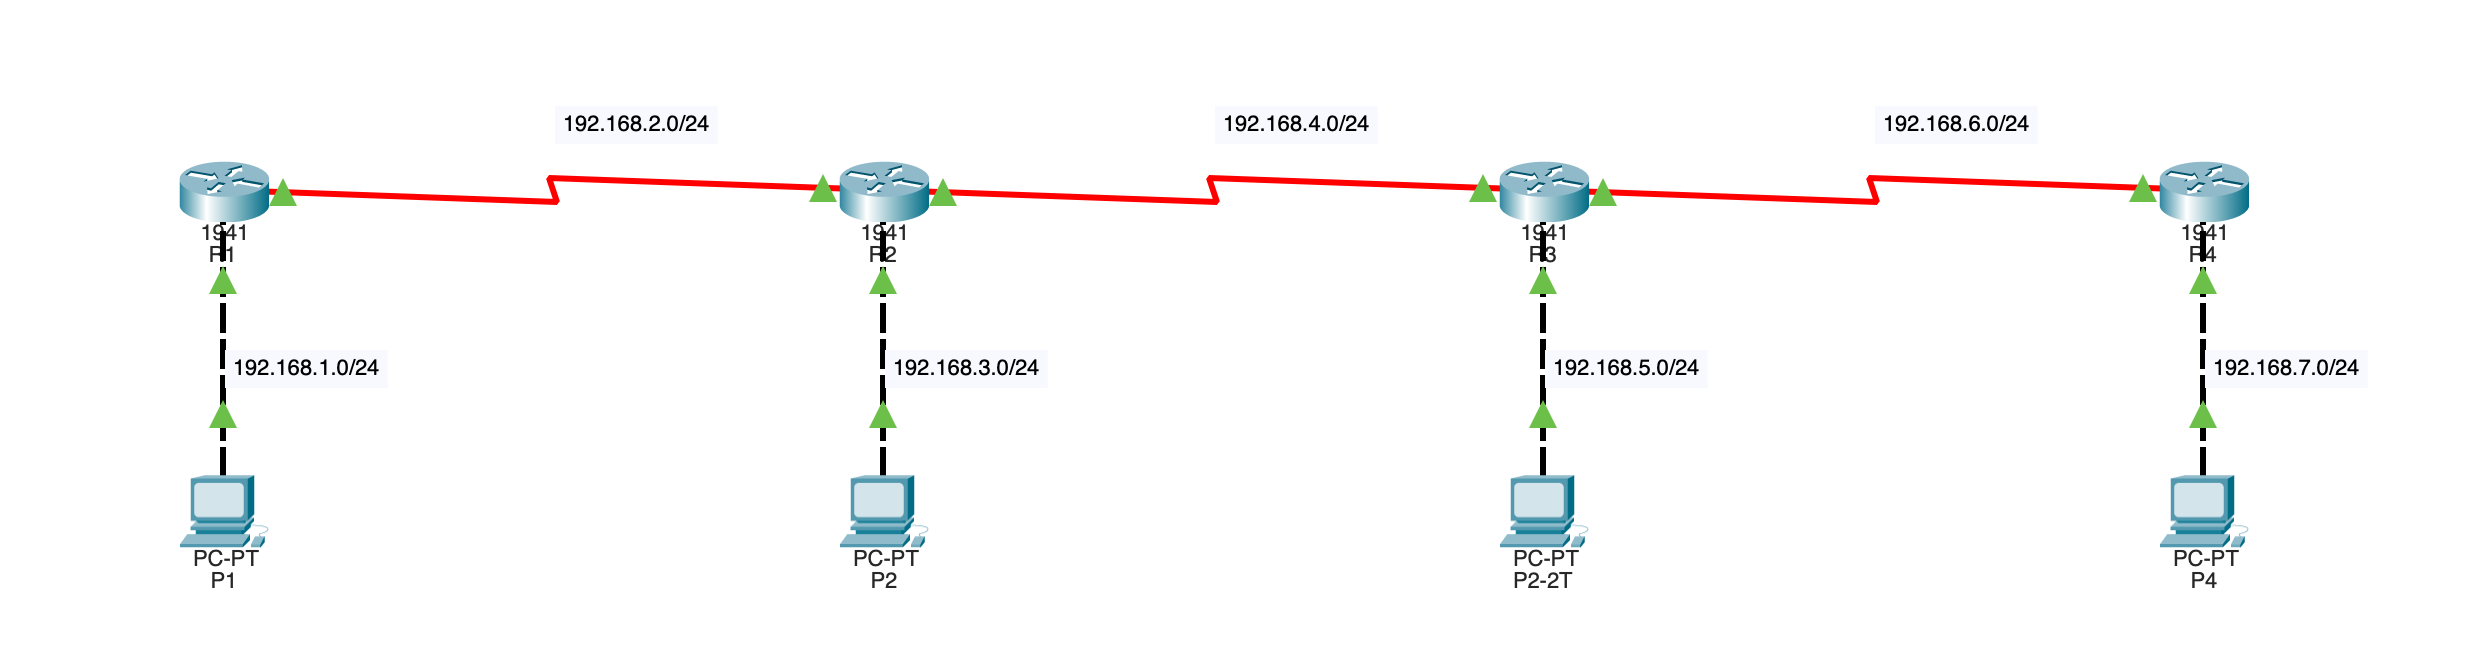 192.168.2.0/24
192.168.4.0/24
192.168.6.0/24
1941
R1
1941
R2
1941
R3
1941
R4
192.168.1.0/24
192.168.3.0/24
192.168.5.0/24
192.168.7.0/24
PC-PT
P1
PC-PT
P2
PC-PT
P2-2T
PC-PT
P4